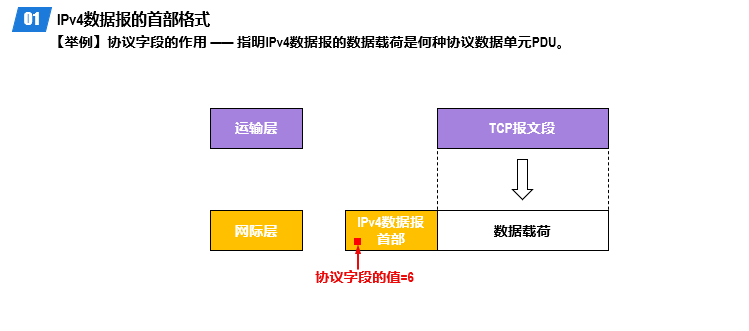 01 IPv4数据报的首部格式
【举例】协议字段的作用 —— 指明IPv4数据报的数据载荷是何种协议数据单元PDU。
运输层
TCP报文段
网际层
IPv4数据报
首部
数据载荷
协议字段的值=6